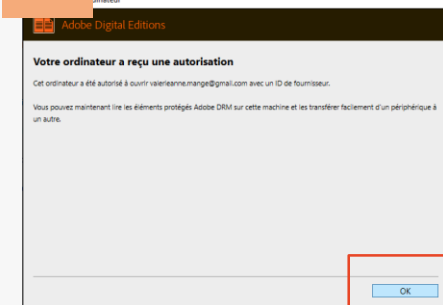 Adobe Digital Editions
Votre ordinateur a reçu une autorisation
Cet ordinateur a été autorisé à ouvrir valerieanne.mange@gmail.com avec un ID de fournisseur.
Vous pouvez maintenant lire les éléments protégés Adobe DRM sur cette machine et les transférer facilement d'un périphérique à
un autre.
OK